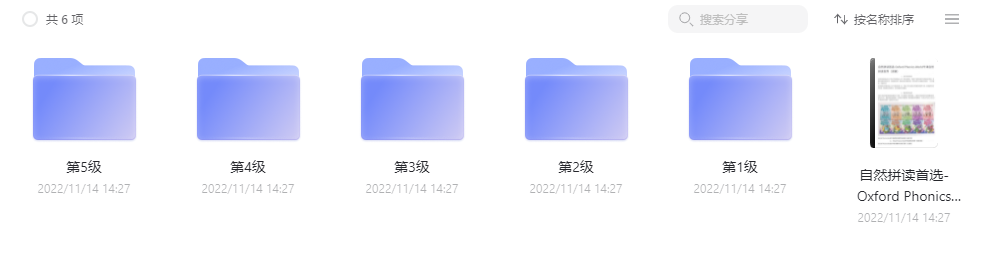 共 6 项
搜索分享
按名称排序
第5级
2022/11/14 14:27
第4级
2022/11/14 14:27
第3级
2022/11/14 14:27
第2级
2022/11/14 14:27
第1级
2022/11/14 14:27
自然拼读首选-
Oxford Phonics...
2022/11/14 14:27